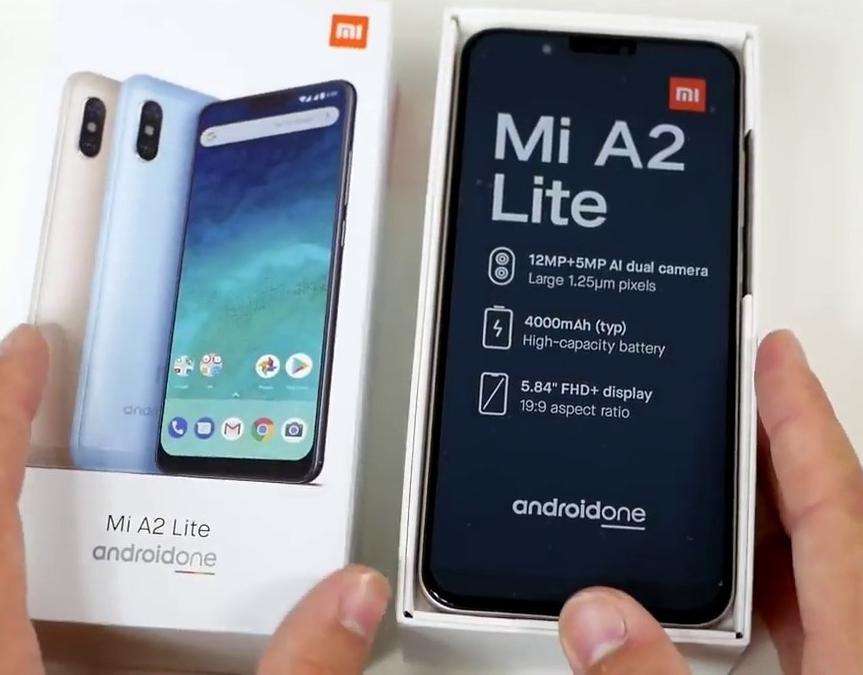 mi
Mi A2 Lite
androidone
mi
Mi A2
Lite
12MP+5MP AI dual camera
Large 1.25μm pixels
4000mAh (typ)
High-capacity battery
5.84" FHD+ display
19:9 aspect ratio
androidone